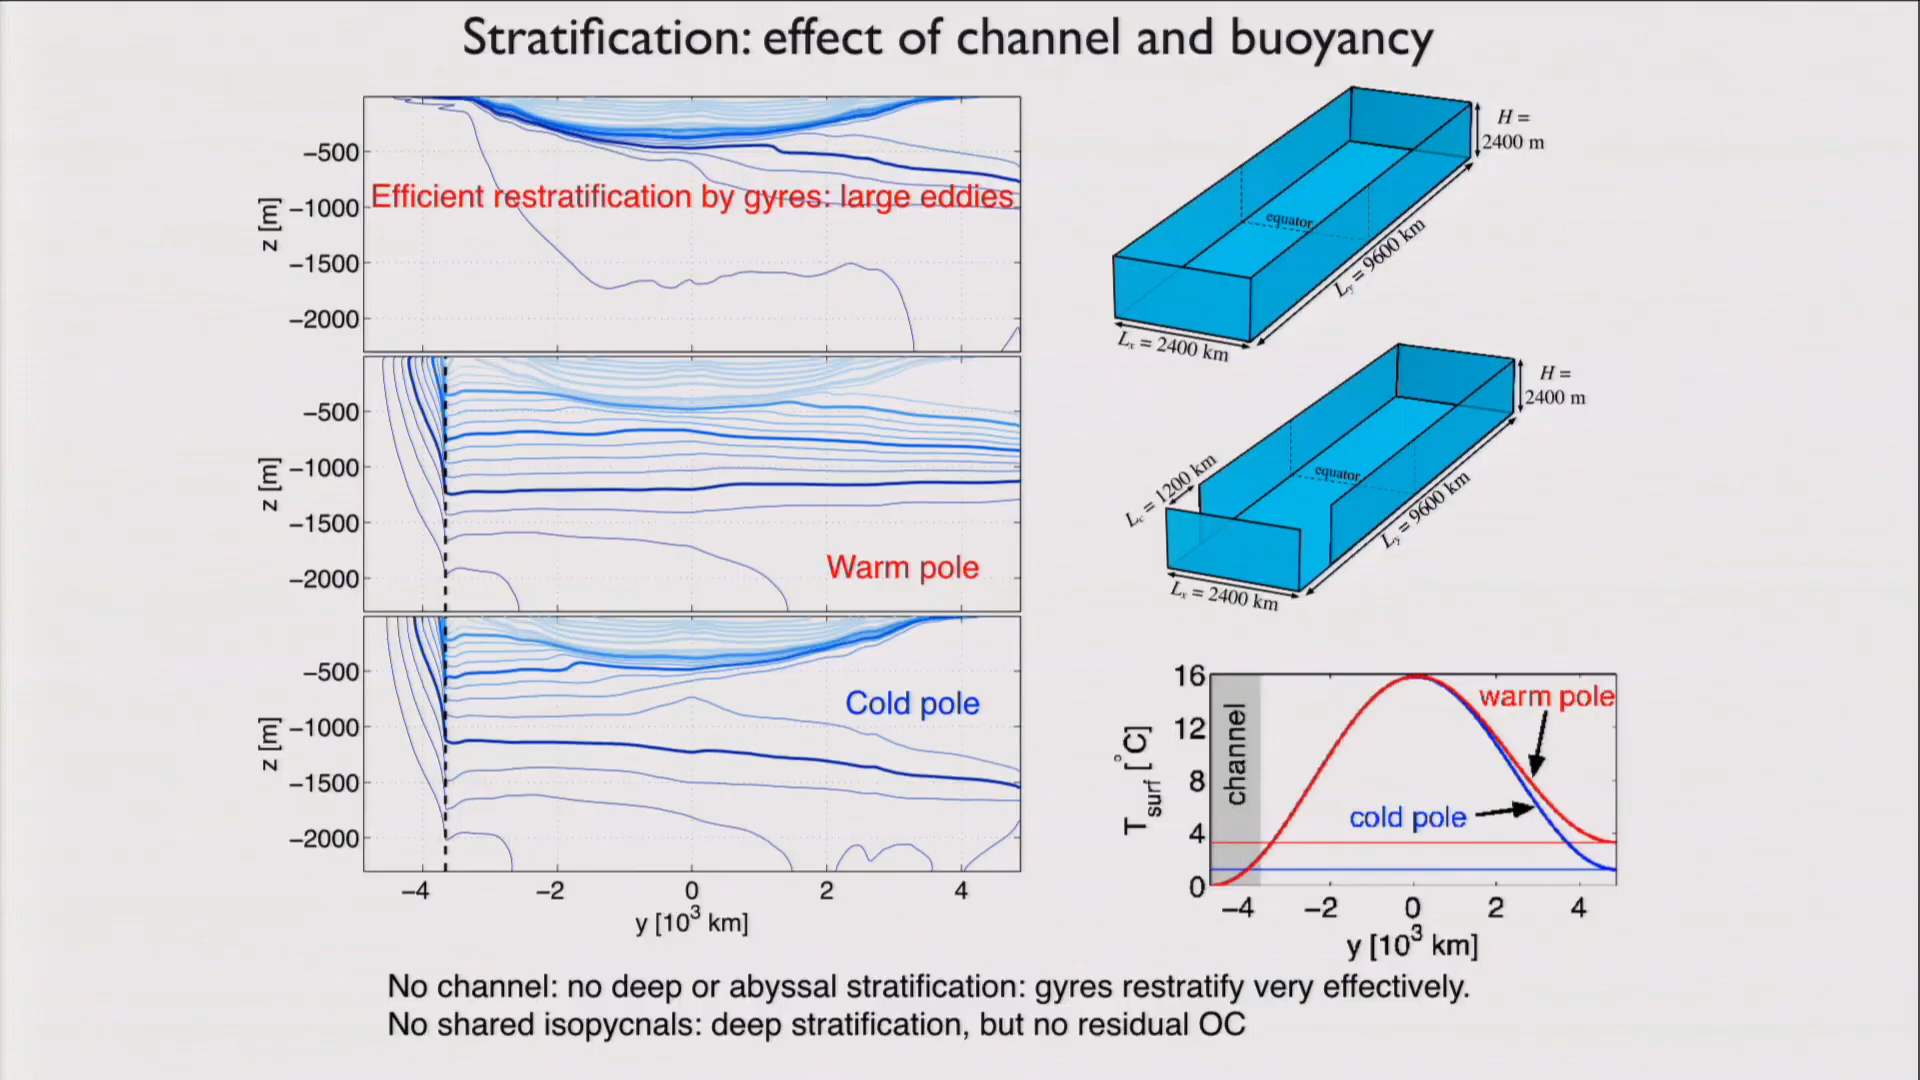 Stratification: effect of channel and buoyancy
−500
−1000
−1500
−2000
z [m]
Efficient restratification by gyres: large eddies
−500
−1000
−1500
−2000
z [m]
Warm pole
−500
−1000
−1500
−2000
z [m]
Cold pole
−4 −2 0 2 4
y [10³ km]
H =
2400 m
equator
Ly = 9600 km
Lx = 2400 km
H =
2400 m
equator
Lc = 1200 km
Ly = 9600 km
Lx = 2400 km
16
12
8
4
0
Tsurf [°C]
channel
warm pole
cold pole
−4 −2 0 2 4
y [10³ km]
No channel: no deep or abyssal stratification: gyres restratify very effectively.
No shared isopycnals: deep stratification, but no residual OC